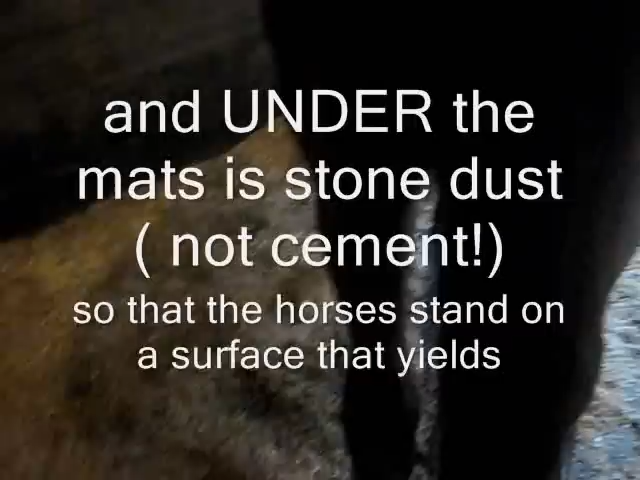 and UNDER the
mats is stone dust
( not cement!)
so that the horses stand on
a surface that yields